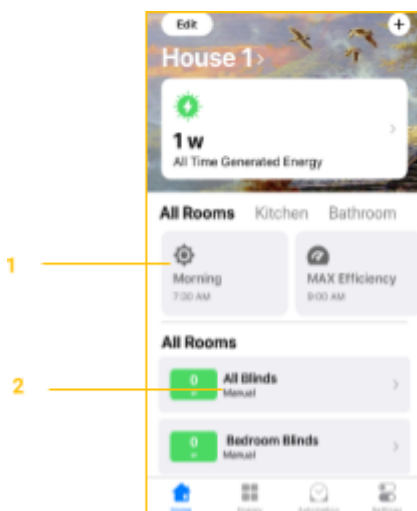 Edit +
House 1 >
1 w
All Time Generated Energy
All Rooms Kitchen Bathroom
1
Morning MAX Efficiency
7:30 AM 9:00 AM
All Rooms
2
0 All Blinds
Manual
0 Bedroom Blinds
Manual
Home